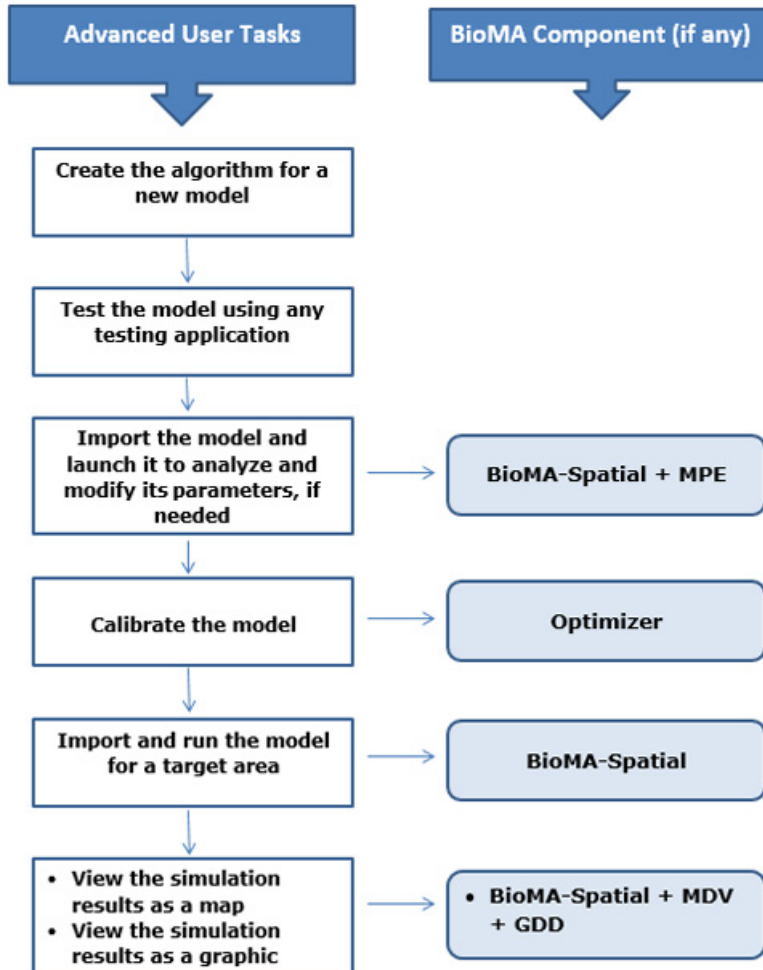 Advanced User Tasks
BioMA Component (if any)
Create the algorithm for a
new model
Test the model using any
testing application
Import the model and
launch it to analyze and
modify its parameters, if
needed
BioMA-Spatial + MPE
Calibrate the model
Optimizer
Import and run the model
for a target area
BioMA-Spatial
• View the simulation
results as a map
• View the simulation
results as a graphic
• BioMA-Spatial + MDV
+ GDD